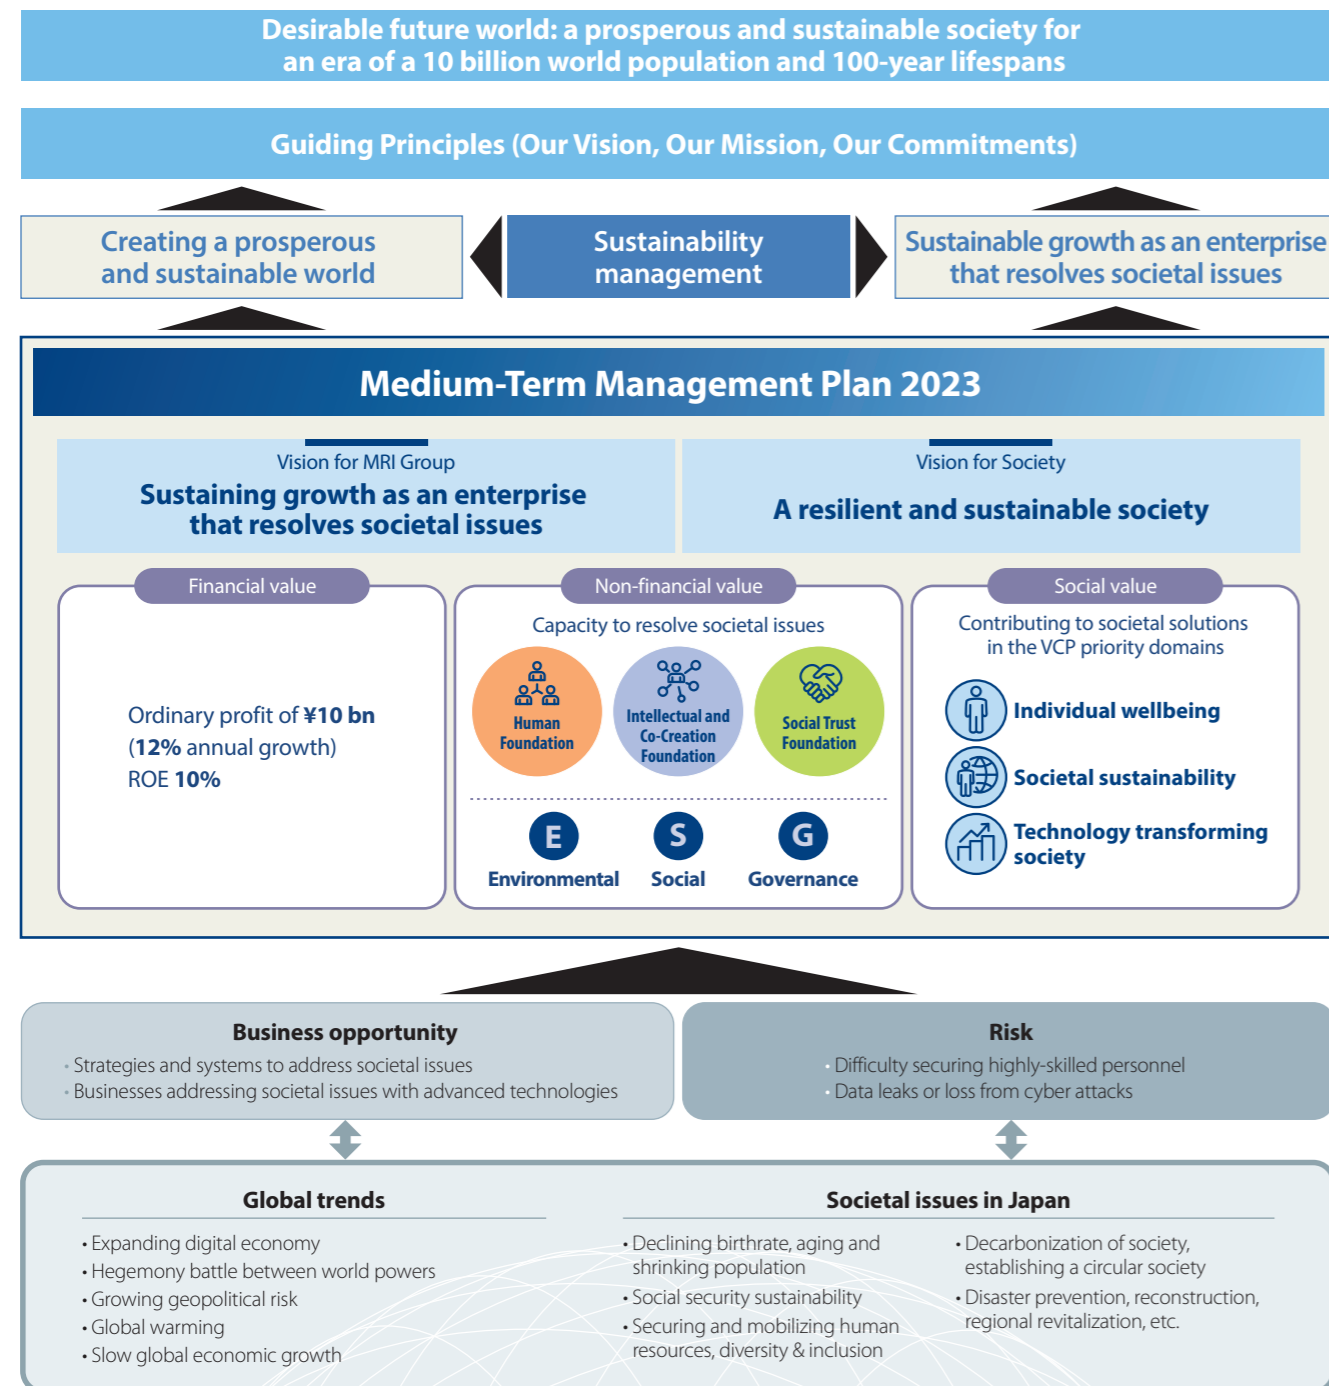 Desirable future world: a prosperous and sustainable society for
an era of a 10 billion world population and 100-year lifespans
Guiding Principles (Our Vision, Our Mission, Our Commitments)
Creating a prosperous
and sustainable world
Sustainability
management
Sustainable growth as an enterprise
that resolves societal issues
Medium-Term Management Plan 2023
Vision for MRI Group
Sustaining growth as an enterprise
that resolves societal issues
Vision for Society
A resilient and sustainable society
Financial value
Ordinary profit of ¥10 bn
(12% annual growth)
ROE 10%
Non-financial value
Capacity to resolve societal issues
Human
Foundation
Intellectual and
Co-Creation
Foundation
Social Trust
Foundation
E
Environmental
S
Social
G
Governance
Social value
Contributing to societal solutions
in the VCP priority domains
Individual wellbeing
Societal sustainability
Technology transforming
society
Business opportunity
• Strategies and systems to address societal issues
• Businesses addressing societal issues with advanced technologies
Risk
• Difficulty securing highly-skilled personnel
• Data leaks or loss from cyber attacks
Global trends
• Expanding digital economy
• Hegemony battle between world powers
• Growing geopolitical risk
• Global warming
• Slow global economic growth
Societal issues in Japan
• Declining birthrate, aging and
shrinking population
• Social security sustainability
• Securing and mobilizing human
resources, diversity & inclusion
• Decarbonization of society,
establishing a circular society
• Disaster prevention, reconstruction,
regional revitalization, etc.